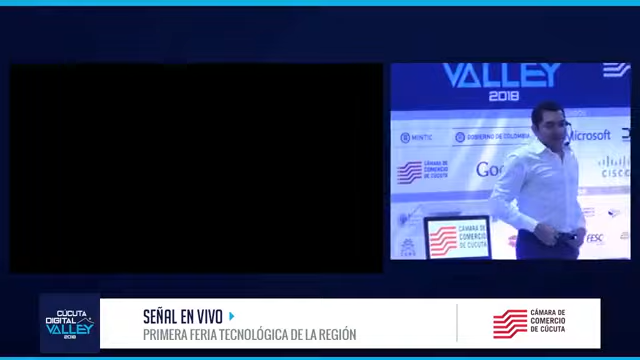 VALLEY
2018
MINTIC
GOBIERNO DE COLOMBIA
Microsoft
CÁMARA
DE COMERCIO
DE CÚCUTA
CISCO
CÁMARA DE
COMERCIO
DE CÚCUTA
FESC
CÚCUTA
DIGITAL
VALLEY
2018
SEÑAL EN VIVO
PRIMERA FERIA TECNOLÓGICA DE LA REGIÓN
CÁMARA DE
COMERCIO
DE CÚCUTA